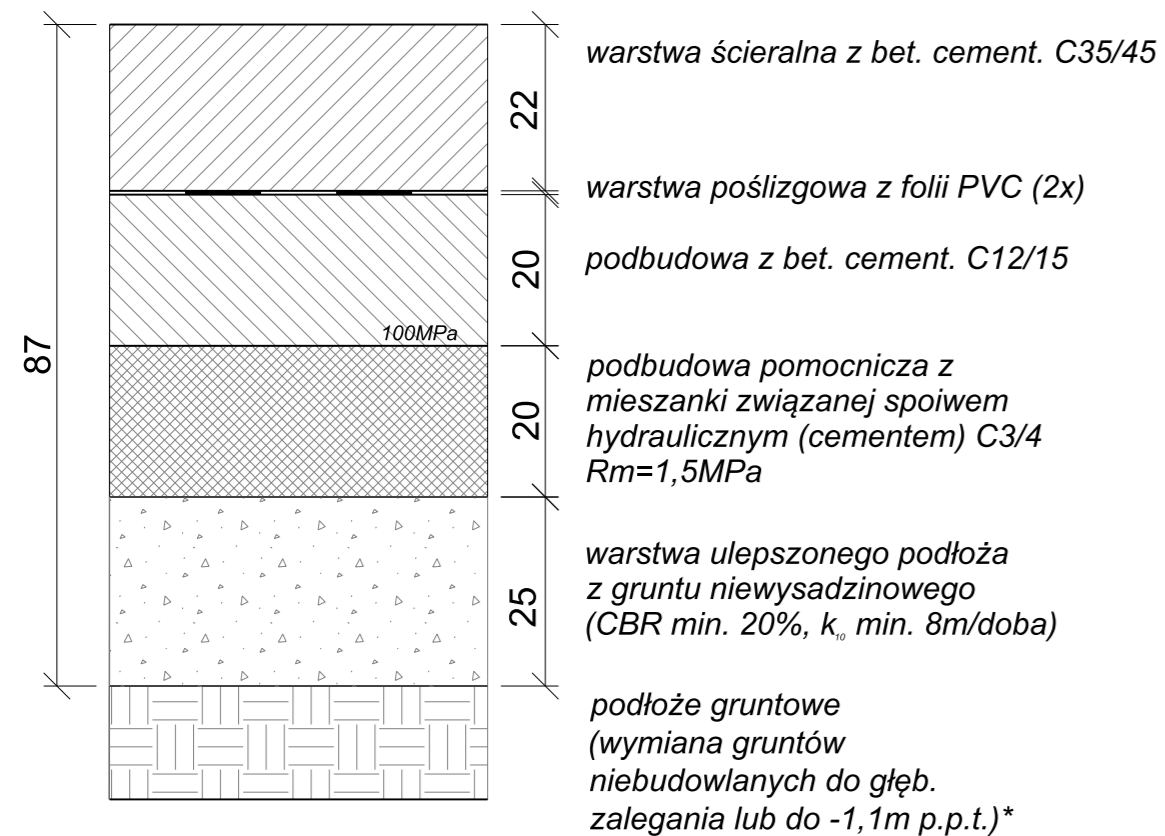 warstwa ścieralna z bet. cement. C35/45
22
warstwa poślizgowa z folii PVC (2x)
podbudowa z bet. cement. C12/15
20
100MPa
87
podbudowa pomocnicza z
mieszanki związanej spoiwem
hydraulicznym (cementem) C3/4
Rm=1,5MPa
20
warstwa ulepszonego podłoża
z gruntu niewysadzinowego
(CBR min. 20%, k₁₀ min. 8m/doba)
25
podłoże gruntowe
(wymiana gruntów
niebudowlanych do głęb.
zalegania lub do -1,1m p.p.t.)*